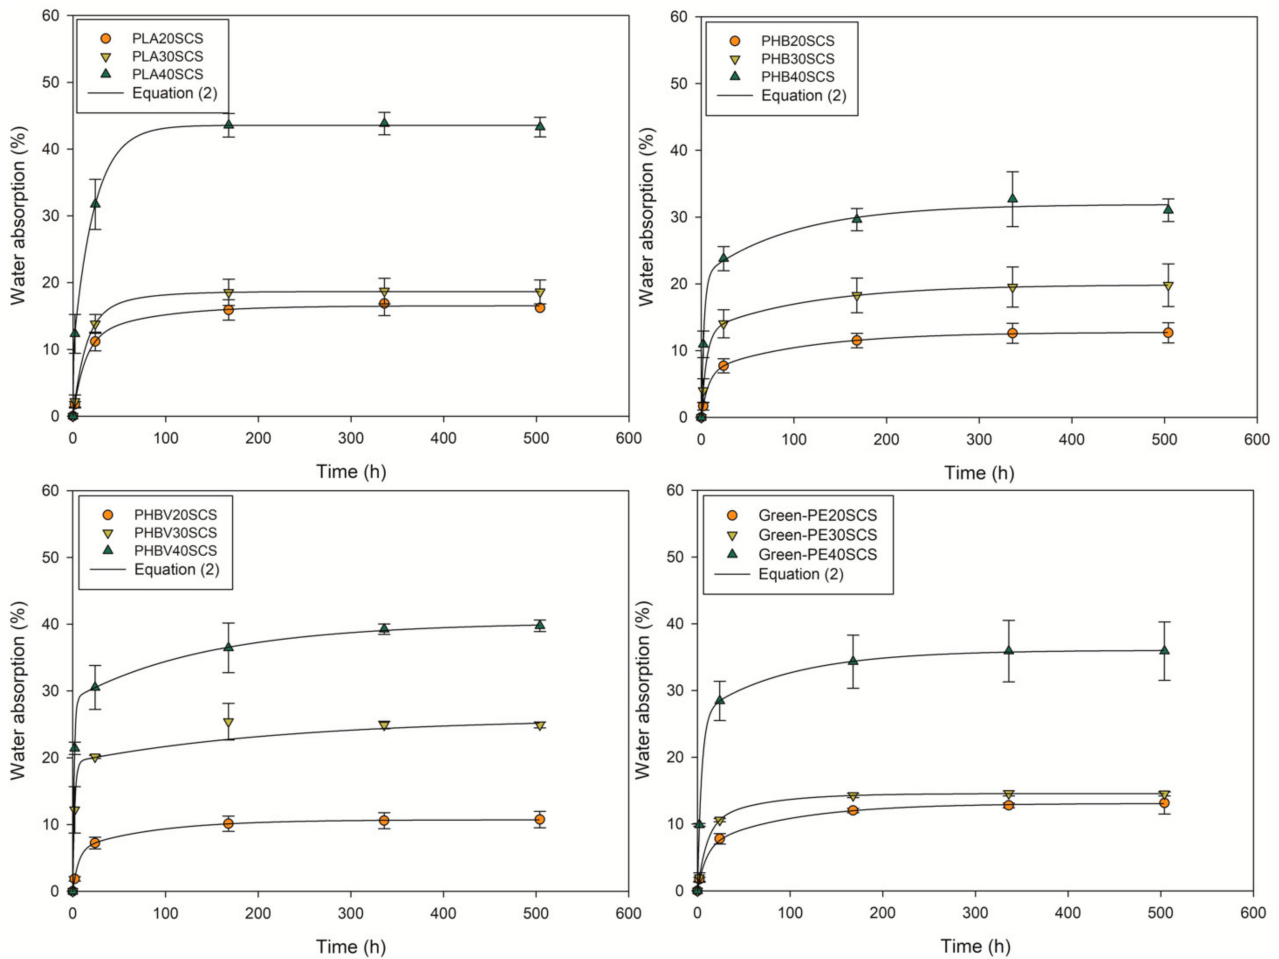 60
50
40
30
20
10
0
Water absorption (%)
PLA20SCS
PLA30SCS
PLA40SCS
Equation (2)
0 100 200 300 400 500 600
Time (h)
60
50
40
30
20
10
0
Water absorption (%)
PHB20SCS
PHB30SCS
PHB40SCS
Equation (2)
0 100 200 300 400 500 600
Time (h)
60
50
40
30
20
10
0
Water absorption (%)
PHBV20SCS
PHBV30SCS
PHBV40SCS
Equation (2)
0 100 200 300 400 500 600
Time (h)
60
50
40
30
20
10
0
Water absorption (%)
Green-PE20SCS
Green-PE30SCS
Green-PE40SCS
Equation (2)
0 100 200 300 400 500 600
Time (h)